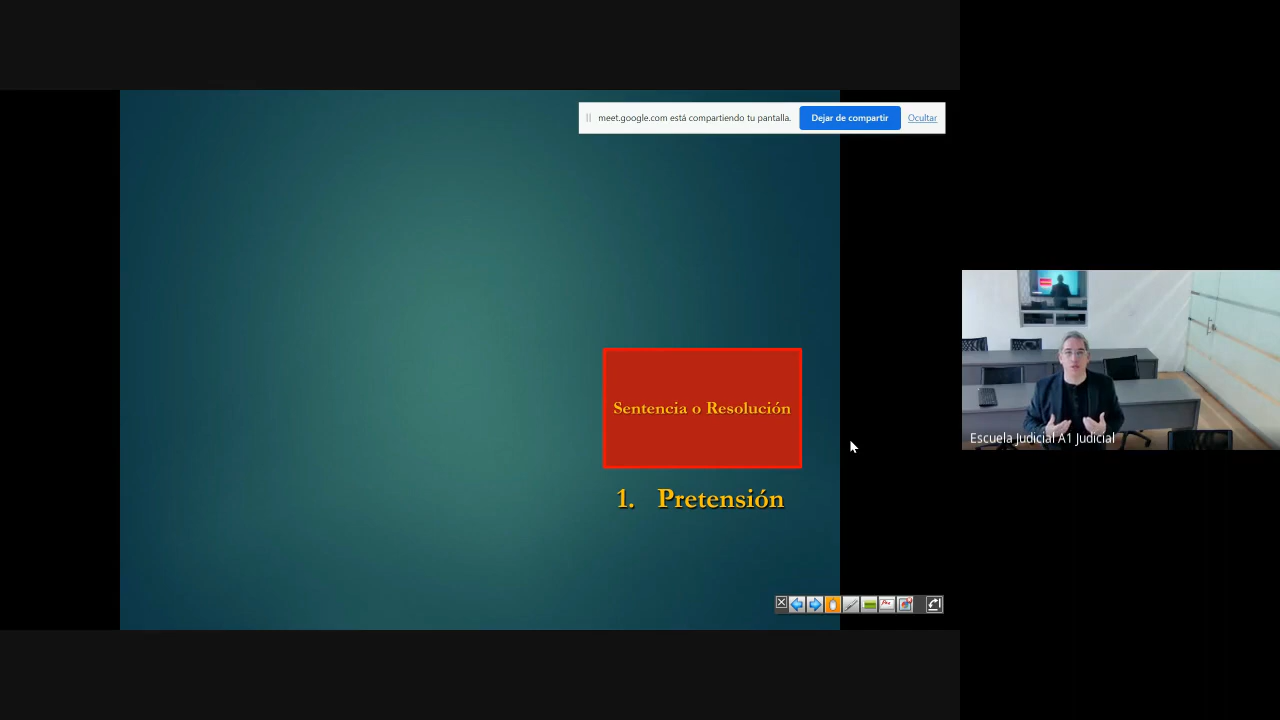 meet.google.com está compartiendo tu pantalla.
Dejar de compartir
Ocultar
Sentencia o Resolución
1. Pretensión
Escuela Judicial A1 Judicial